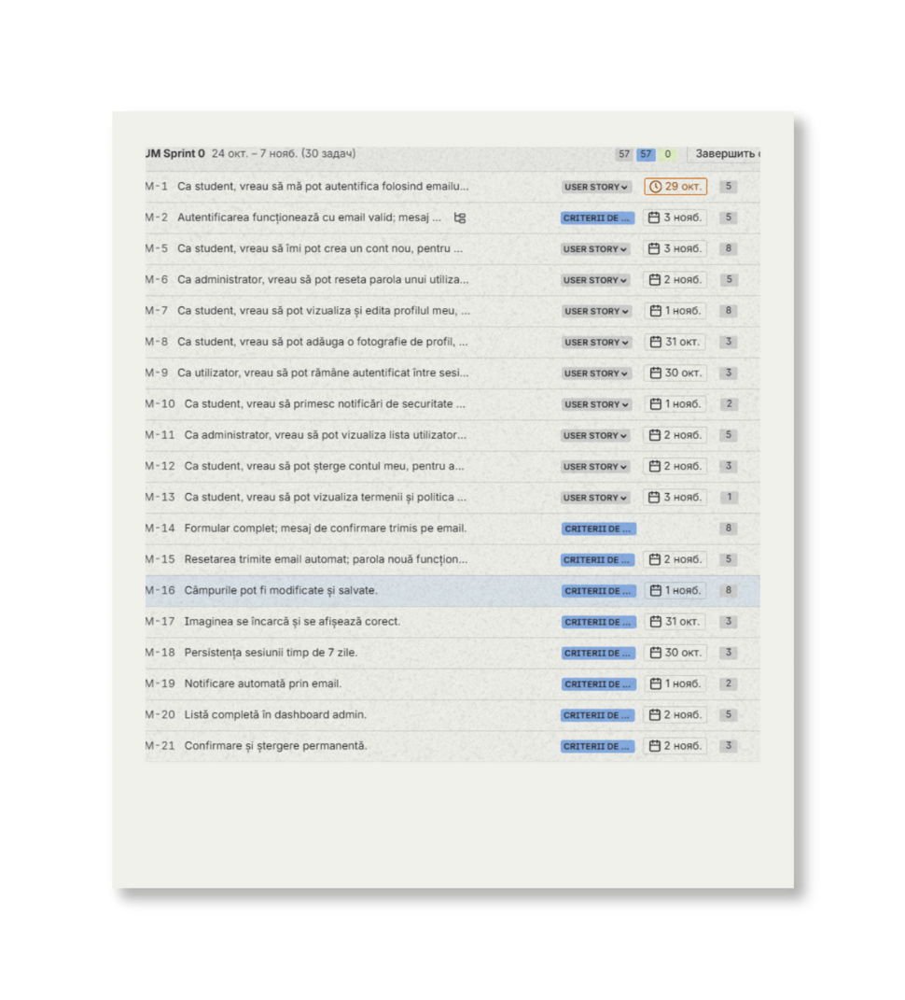 JM Sprint 0 24 окт. – 7 нояб. (30 задач) 57 57 0 Завершить
M-1 Ca student, vreau să mă pot autentifica folosind emailu... USER STORY 29 окт. 5
M-2 Autentificarea funcționează cu email valid; mesaj ... CRITERII DE ... 3 нояб. 5
M-5 Ca student, vreau să îmi pot crea un cont nou, pentru ... USER STORY 3 нояб. 8
M-6 Ca administrator, vreau să pot reseta parola unui utiliza... USER STORY 2 нояб. 5
M-7 Ca student, vreau să pot vizualiza și edita profilul meu, ... USER STORY 1 нояб. 8
M-8 Ca student, vreau să pot adăuga o fotografie de profil, ... USER STORY 31 окт. 3
M-9 Ca utilizator, vreau să pot rămâne autentificat între sesi... USER STORY 30 окт. 3
M-10 Ca student, vreau să primesc notificări de securitate ... USER STORY 1 нояб. 2
M-11 Ca administrator, vreau să pot vizualiza lista utilizator... USER STORY 2 нояб. 5
M-12 Ca student, vreau să pot șterge contul meu, pentru a... USER STORY 2 нояб. 3
M-13 Ca student, vreau să pot vizualiza termenii și politica ... USER STORY 3 нояб. 1
M-14 Formular complet; mesaj de confirmare trimis pe email. CRITERII DE ... 8
M-15 Resetarea trimite email automat; parola nouă funcțion... CRITERII DE ... 2 нояб. 5
M-16 Câmpurile pot fi modificate și salvate. CRITERII DE ... 1 нояб. 8
M-17 Imaginea se încarcă și se afișează corect. CRITERII DE ... 31 окт. 3
M-18 Persistența sesiunii timp de 7 zile. CRITERII DE ... 30 окт. 3
M-19 Notificare automată prin email. CRITERII DE ... 1 нояб. 2
M-20 Listă completă în dashboard admin. CRITERII DE ... 2 нояб. 5
M-21 Confirmare și ștergere permanentă. CRITERII DE ... 2 нояб. 3